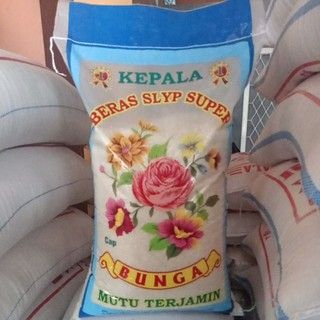 KEPALA
BERAS SLYP SUPER
Cap
BUNGA
MUTU TERJAMIN